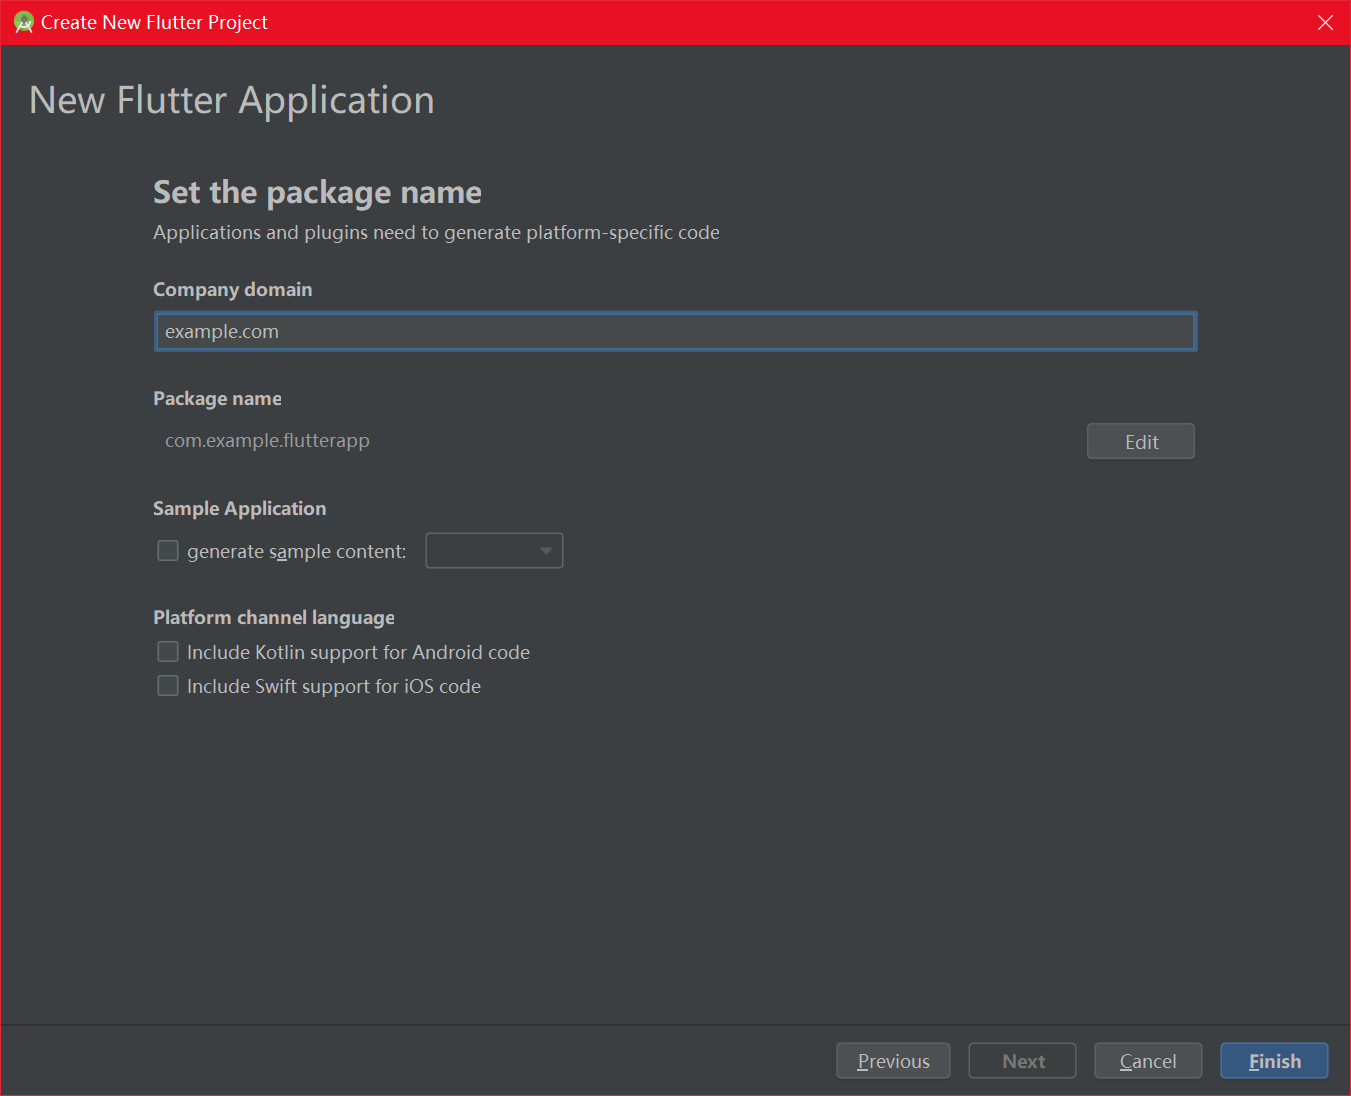 Create New Flutter Project
New Flutter Application
Set the package name
Applications and plugins need to generate platform-specific code
Company domain
example.com
Package name
com.example.flutterapp
Edit
Sample Application
generate sample content:
Platform channel language
Include Kotlin support for Android code
Include Swift support for iOS code
Previous Next Cancel Finish